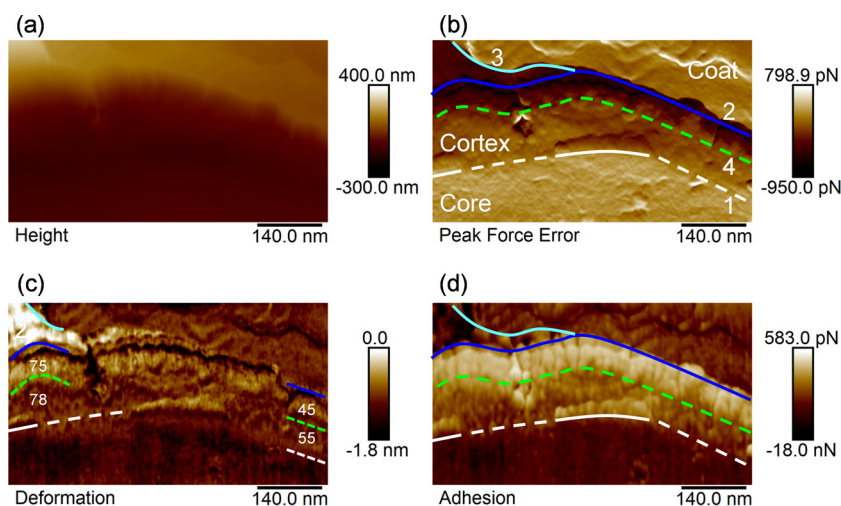 (a)
400.0 nm
-300.0 nm
Height
140.0 nm
(b)
3
Coat
2
Cortex
4
Core
1
798.9 pN
-950.0 pN
Peak Force Error
140.0 nm
(c)
75
78
45
55
0.0
-1.8 nm
Deformation
140.0 nm
(d)
583.0 pN
-18.0 nN
Adhesion
140.0 nm